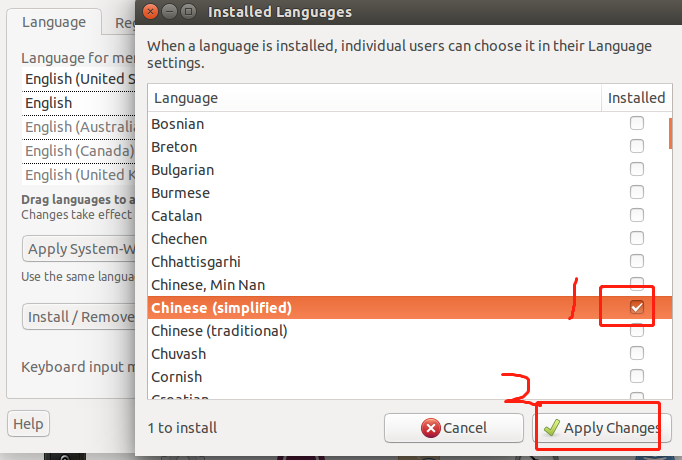 Installed Languages
Language
Reg
When a language is installed, individual users can choose it in their Language
settings.
Language for me
English (United S
English
English (Australia
English (Canada)
English (United K
Drag languages to a
Changes take effect
Apply System-W
Use the same langua
Install / Remove
Keyboard input m
Help
Language
Installed
Bosnian
Breton
Bulgarian
Burmese
Catalan
Chechen
Chhattisgarhi
Chinese, Min Nan
Chinese (simplified)
Chinese (traditional)
Chuvash
Cornish
Croatian
1
2
1 to install
Cancel
Apply Changes